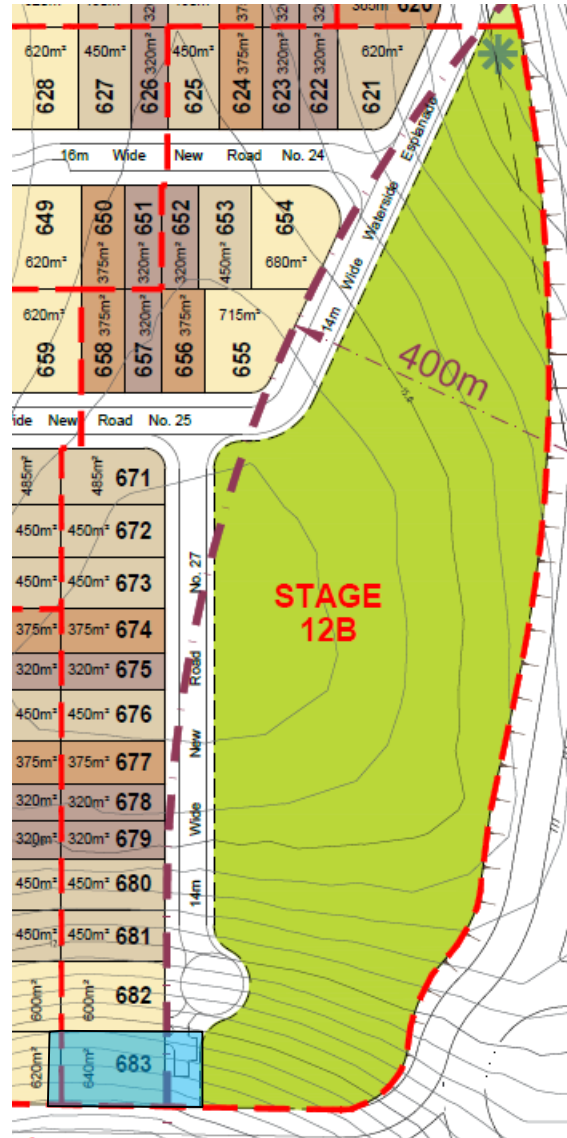 620m² 450m² 320m² 450m² 375m² 320m² 320m² 620m²
628 627 626 625 624 623 622 621
16m Wide New Road No. 24
14m Wide Waterside Esplanade
649 650 651 652 653 654
620m² 375m² 320m² 320m² 450m² 680m²
620m² 375m² 320m² 375m² 715m²
659 658 657 656 655
400m
ide New Road No. 25
485m² 485m² 671
450m² 450m² 672
450m² 450m² 673
375m² 375m² 674
320m² 320m² 675
450m² 450m² 676
375m² 375m² 677
320m² 320m² 678
320m² 320m² 679
450m² 450m² 680
450m² 450m² 681
600m² 600m² 682
620m² 640m² 683
14m Wide New Road No. 27
STAGE
12B